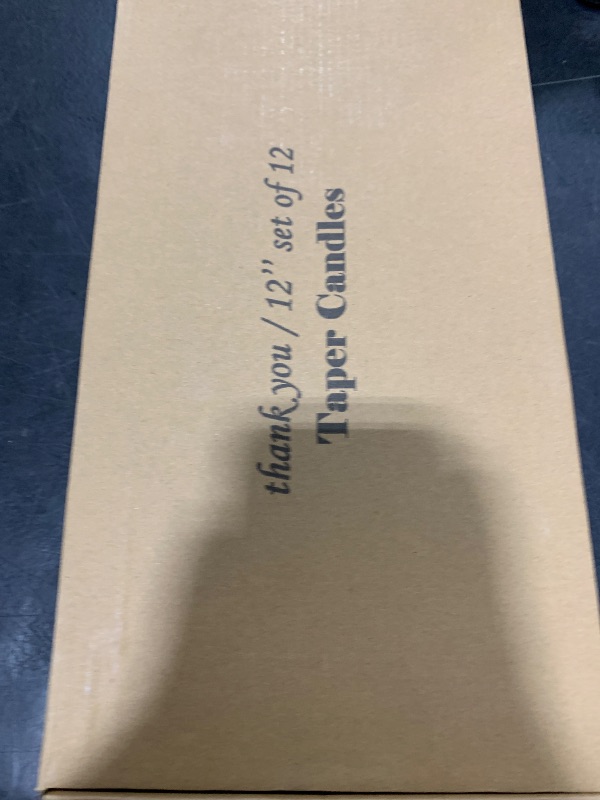 thank you / 12” set of 12
Taper Candles